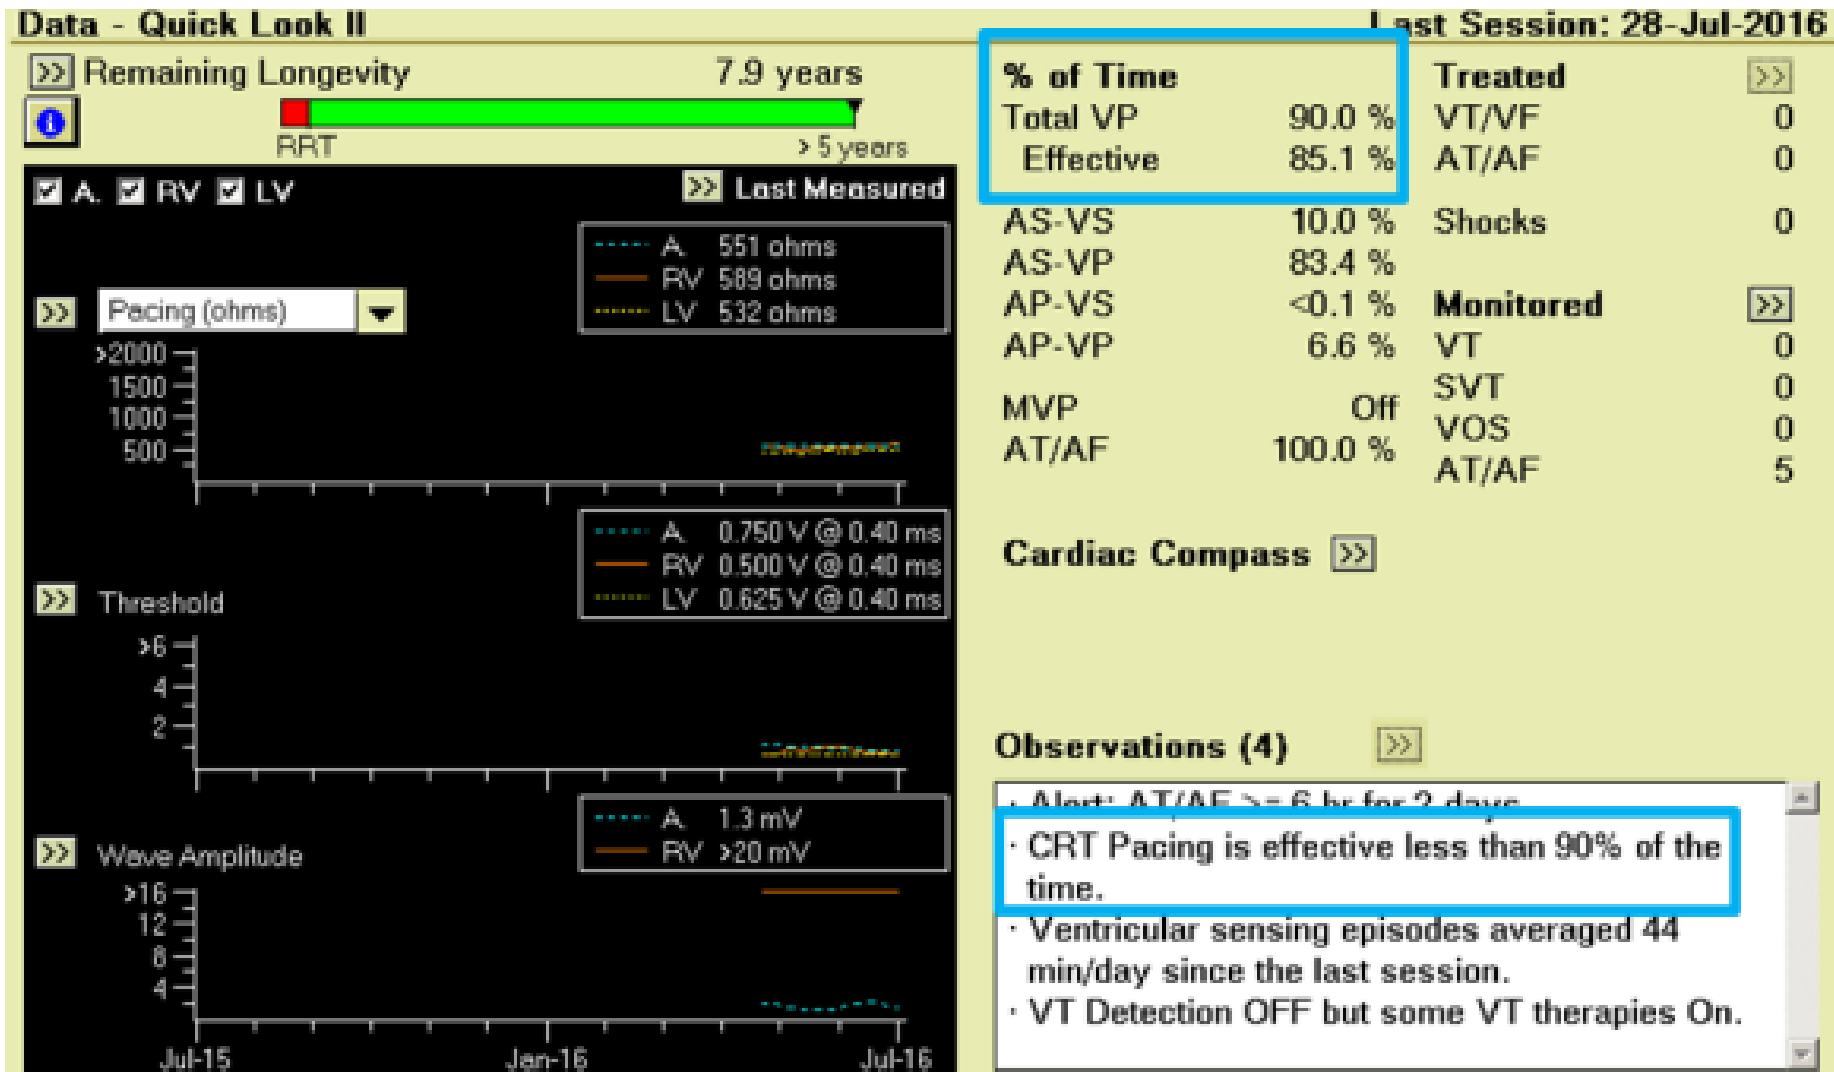 Data - Quick Look II
Last Session: 28-Jul-2016
>> Remaining Longevity 7.9 years
i
RRT > 5 years
A. RV LV >> Last Measured
A. 551 ohms
RV 589 ohms
LV 532 ohms
>> Pacing (ohms)
>2000
1500
1000
500
A. 0.750 V @ 0.40 ms
RV 0.500 V @ 0.40 ms
LV 0.625 V @ 0.40 ms
>> Threshold
>6
4
2
A. 1.3 mV
RV >20 mV
>> Wave Amplitude
>16
12
8
4
Jul-15 Jan-16 Jul-16
% of Time
Total VP 90.0 %
Effective 85.1 %
AS-VS 10.0 %
AS-VP 83.4 %
AP-VS <0.1 %
AP-VP 6.6 %
MVP Off
AT/AF 100.0 %
Treated >>
VT/VF 0
AT/AF 0
Shocks 0
Monitored >>
VT 0
SVT 0
VOS 0
AT/AF 5
Cardiac Compass >>
Observations (4) >>
· Alert: AT/AF >= 6 hr for 2 days.
· CRT Pacing is effective less than 90% of the
time.
· Ventricular sensing episodes averaged 44
min/day since the last session.
· VT Detection OFF but some VT therapies On.